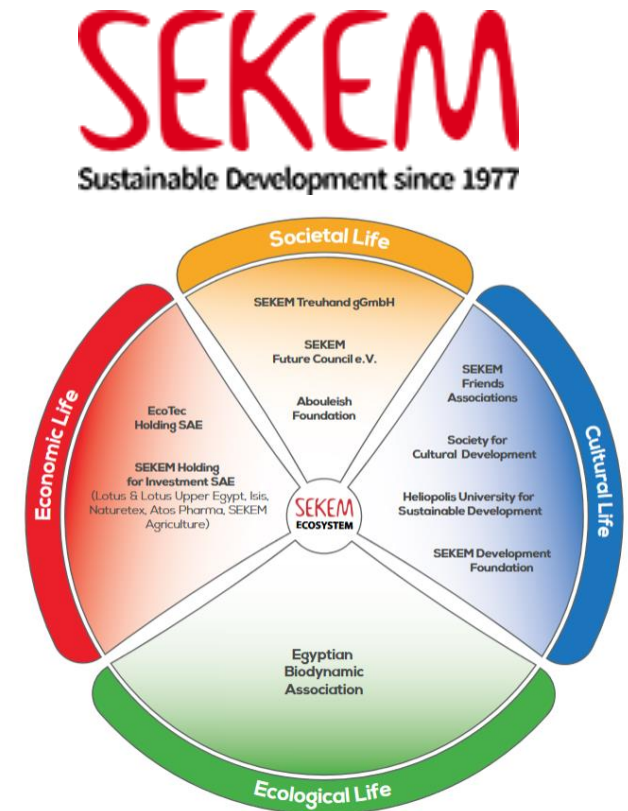 SEKEM
Sustainable Development since 1977
Societal Life
SEKEM Treuhand gGmbH
SEKEM
Future Council e.V.
Abouleish
Foundation
Economic Life
EcoTec
Holding SAE
SEKEM Holding
for Investment SAE
(Lotus & Lotus Upper Egypt, Isis,
Naturetex, Atos Pharma, SEKEM
Agriculture)
SEKEM
ECOSYSTEM
Cultural Life
SEKEM
Friends
Associations
Society for
Cultural Development
Heliopolis University for
Sustainable Development
SEKEM Development
Foundation
Egyptian
Biodynamic
Association
Ecological Life